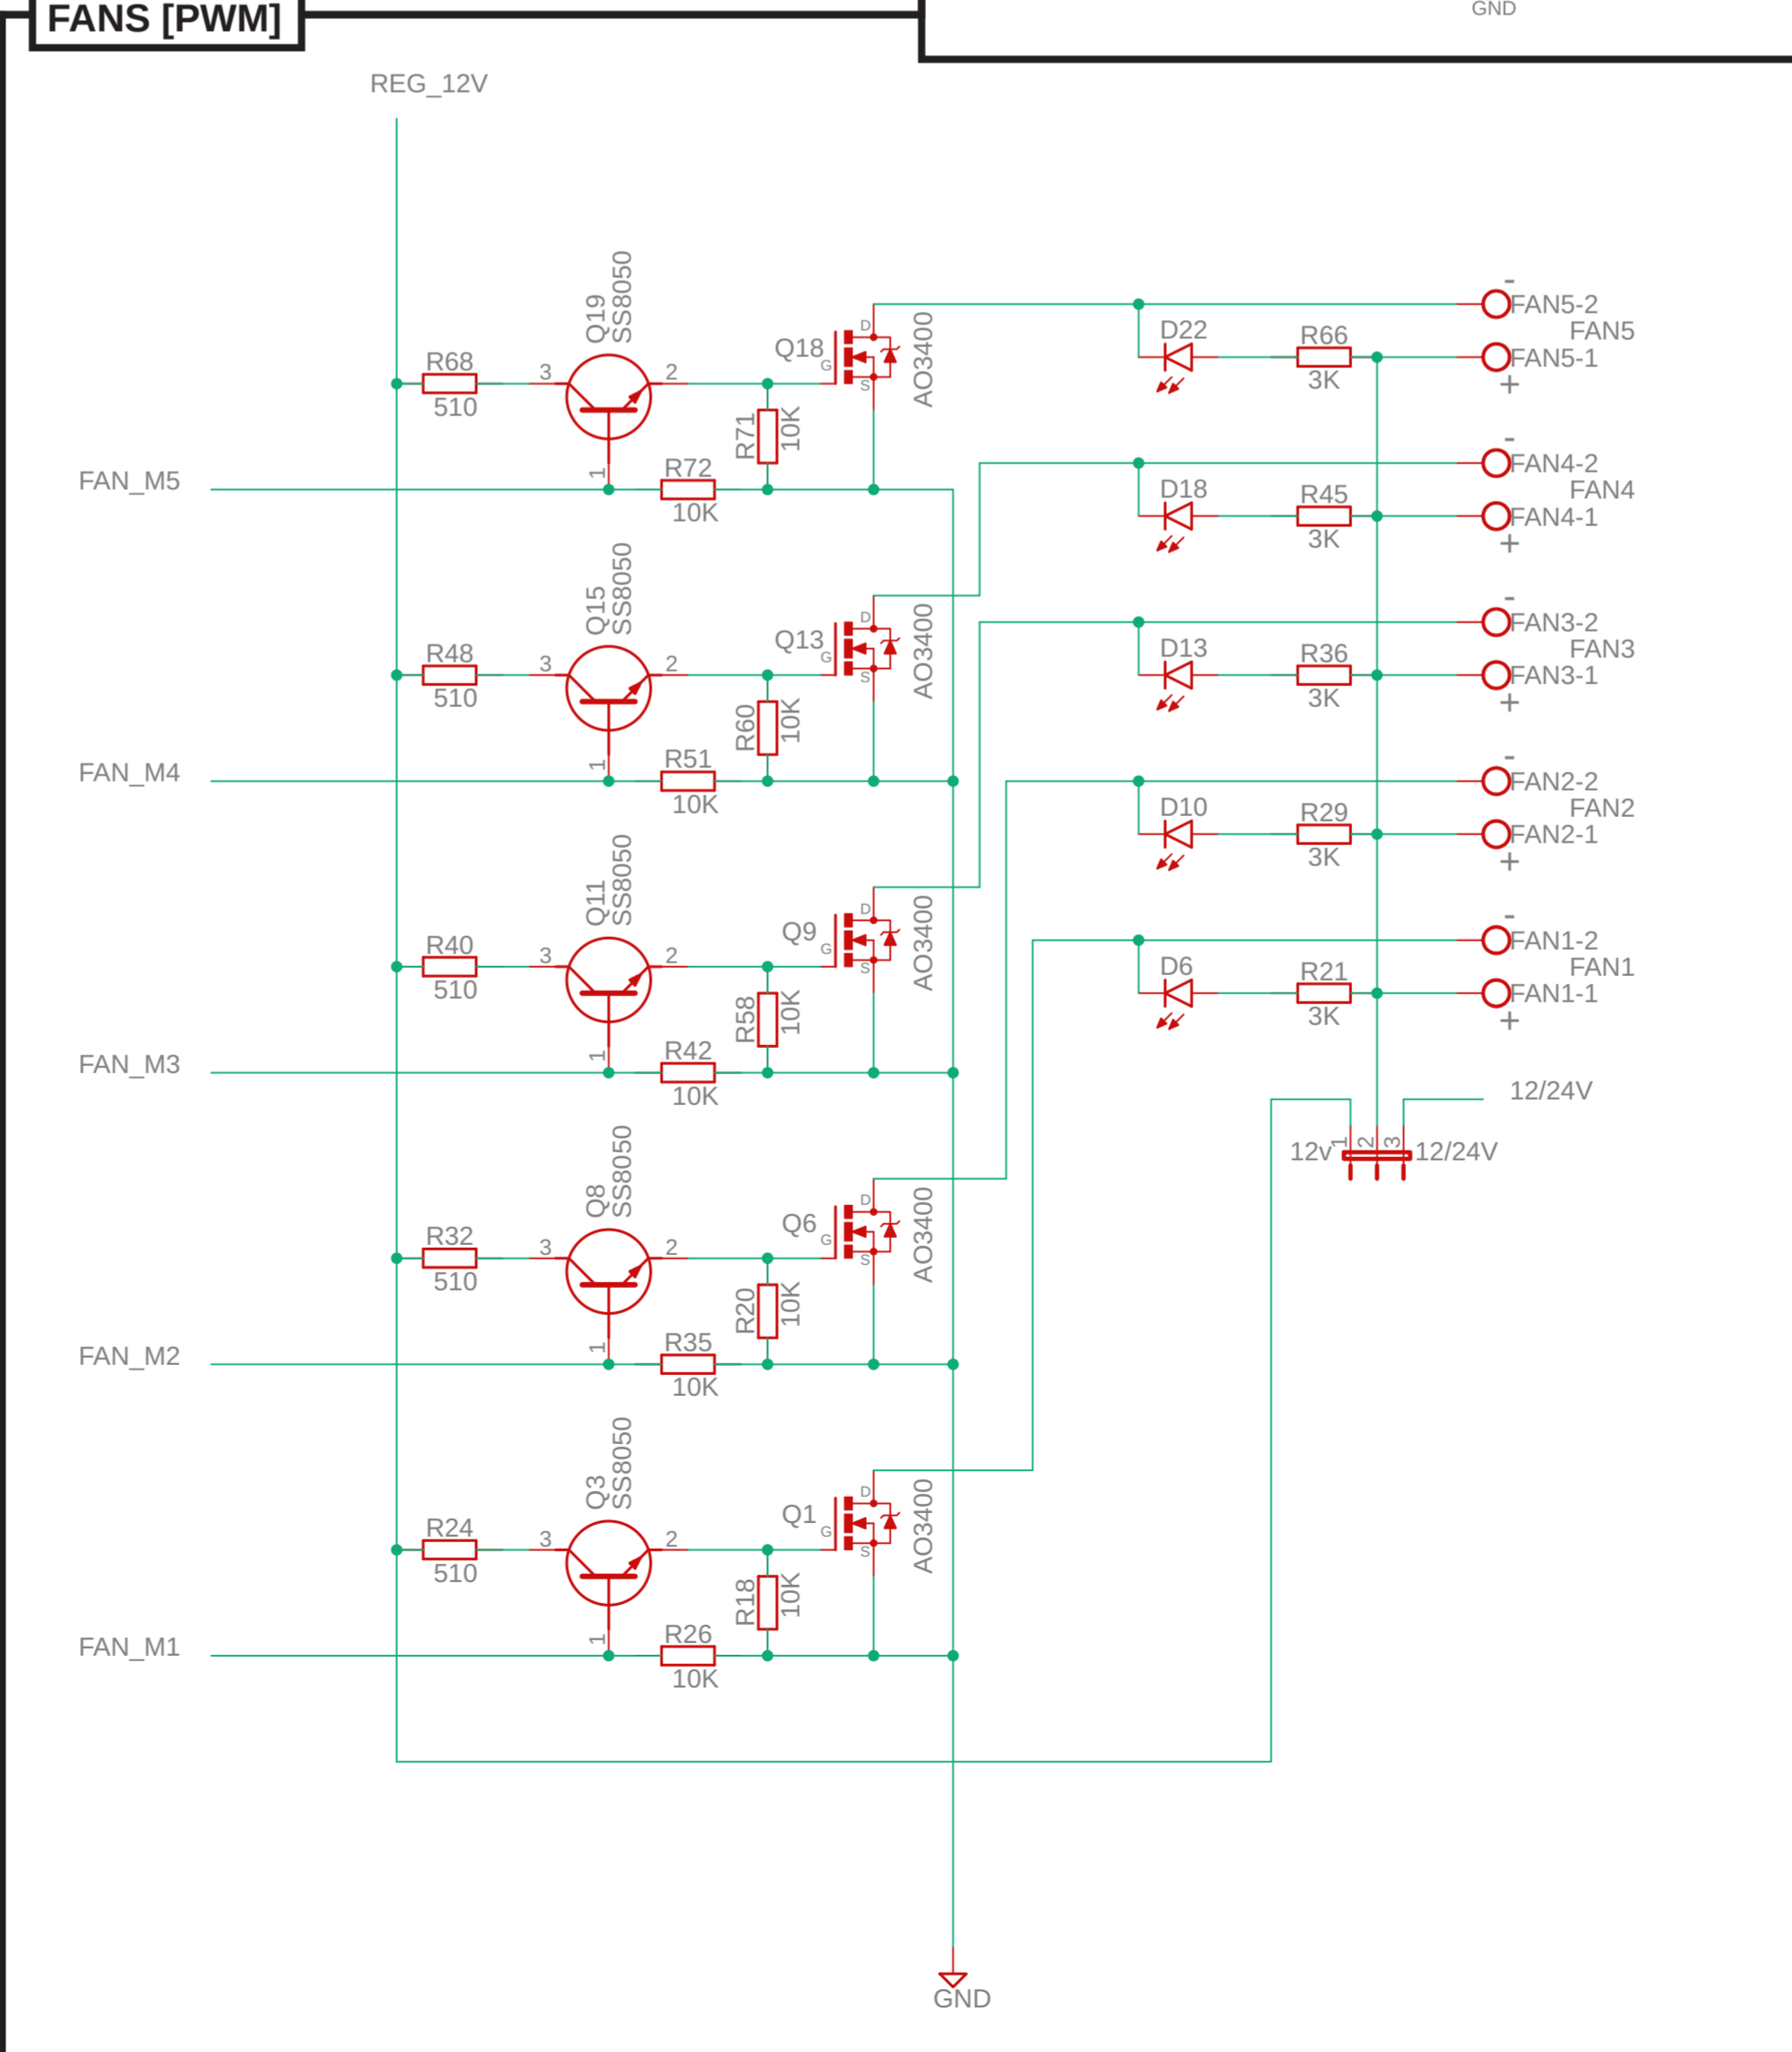 FANS [PWM]
GND
REG_12V
Q19
SS8050
R68
510
3
2
1
Q18
D
G
S
AO3400
R71
10K
R72
10K
FAN_M5
D22
R66
3K
-
FAN5-2
FAN5
FAN5-1
+
Q15
SS8050
R48
510
3
2
1
Q13
D
G
S
AO3400
R60
10K
R51
10K
FAN_M4
D18
R45
3K
-
FAN4-2
FAN4
FAN4-1
+
Q11
SS8050
R40
510
3
2
1
Q9
D
G
S
AO3400
R58
10K
R42
10K
FAN_M3
D13
R36
3K
-
FAN3-2
FAN3
FAN3-1
+
Q8
SS8050
R32
510
3
2
1
Q6
D
G
S
AO3400
R20
10K
R35
10K
FAN_M2
D10
R29
3K
-
FAN2-2
FAN2
FAN2-1
+
Q3
SS8050
R24
510
3
2
1
Q1
D
G
S
AO3400
R18
10K
R26
10K
FAN_M1
D6
R21
3K
-
FAN1-2
FAN1
FAN1-1
+
12/24V
12v
1
2
3
12/24V
GND